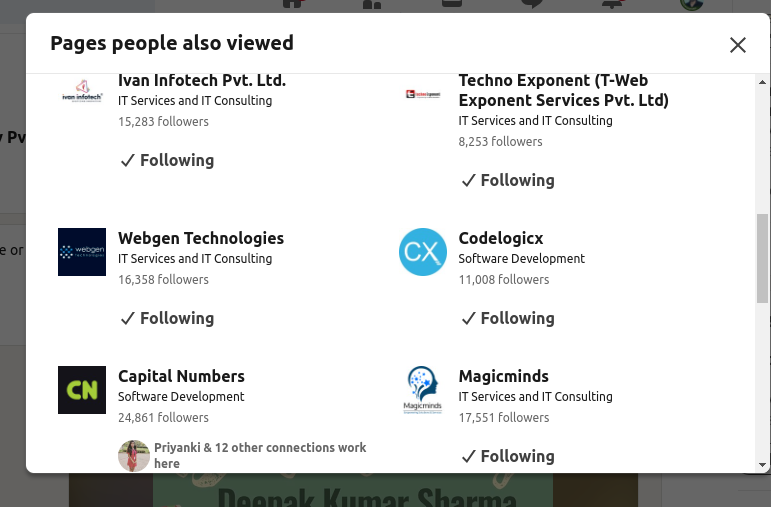 Pages people also viewed
Ivan Infotech Pvt. Ltd.
IT Services and IT Consulting
15,283 followers
✓ Following
ivan infotech
Techno Exponent (T-Web
Exponent Services Pvt. Ltd)
IT Services and IT Consulting
8,253 followers
✓ Following
webgen
technologies
Webgen Technologies
IT Services and IT Consulting
16,358 followers
✓ Following
CX
Codelogicx
Software Development
11,008 followers
✓ Following
CN
Capital Numbers
Software Development
24,861 followers
Priyanki & 12 other connections work
here
Magicminds
Magicminds
IT Services and IT Consulting
17,551 followers
✓ Following
y Pv
e or
Deepak Kumar Sharma